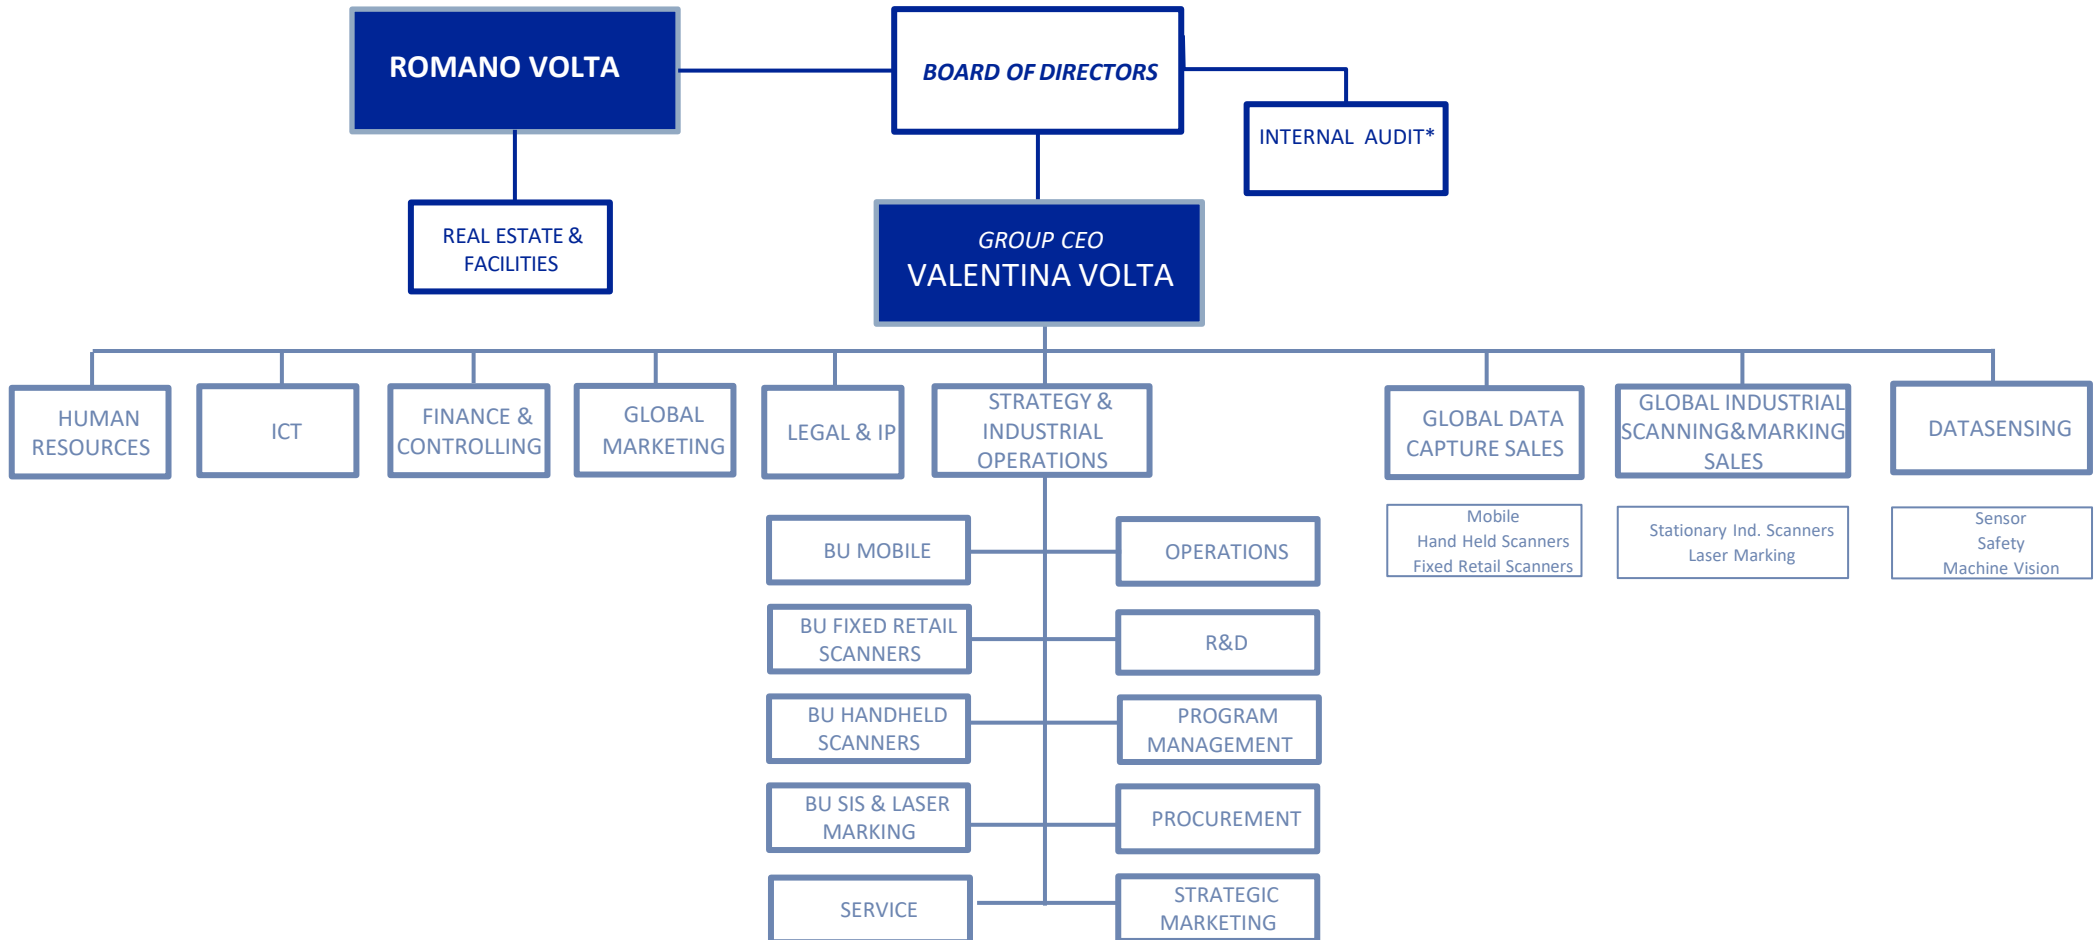 ROMANO VOLTA
BOARD OF DIRECTORS
INTERNAL AUDIT*
REAL ESTATE &
FACILITIES
GROUP CEO
VALENTINA VOLTA
HUMAN
RESOURCES
ICT
FINANCE &
CONTROLLING
GLOBAL
MARKETING
LEGAL & IP
STRATEGY &
INDUSTRIAL
OPERATIONS
GLOBAL DATA
CAPTURE SALES
GLOBAL INDUSTRIAL
SCANNING&MARKING
SALES
DATASENSING
Mobile
Hand Held Scanners
Fixed Retail Scanners
Stationary Ind. Scanners
Laser Marking
Sensor
Safety
Machine Vision
BU MOBILE
OPERATIONS
BU FIXED RETAIL
SCANNERS
R&D
BU HANDHELD
SCANNERS
PROGRAM
MANAGEMENT
BU SIS & LASER
MARKING
PROCUREMENT
SERVICE
STRATEGIC
MARKETING